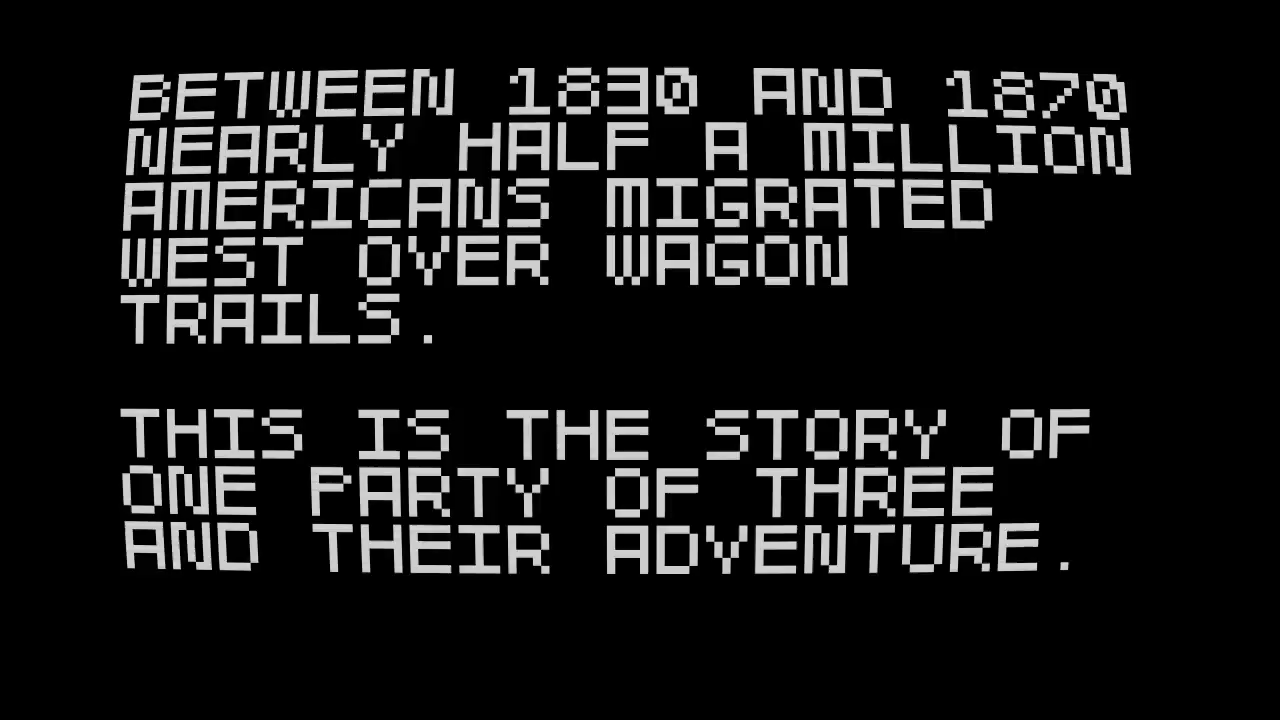 BETWEEN 1830 AND 1870
NEARLY HALF A MILLION
AMERICANS MIGRATED
WEST OVER WAGON
TRAILS.
THIS IS THE STORY OF
ONE PARTY OF THREE
AND THEIR ADVENTURE.